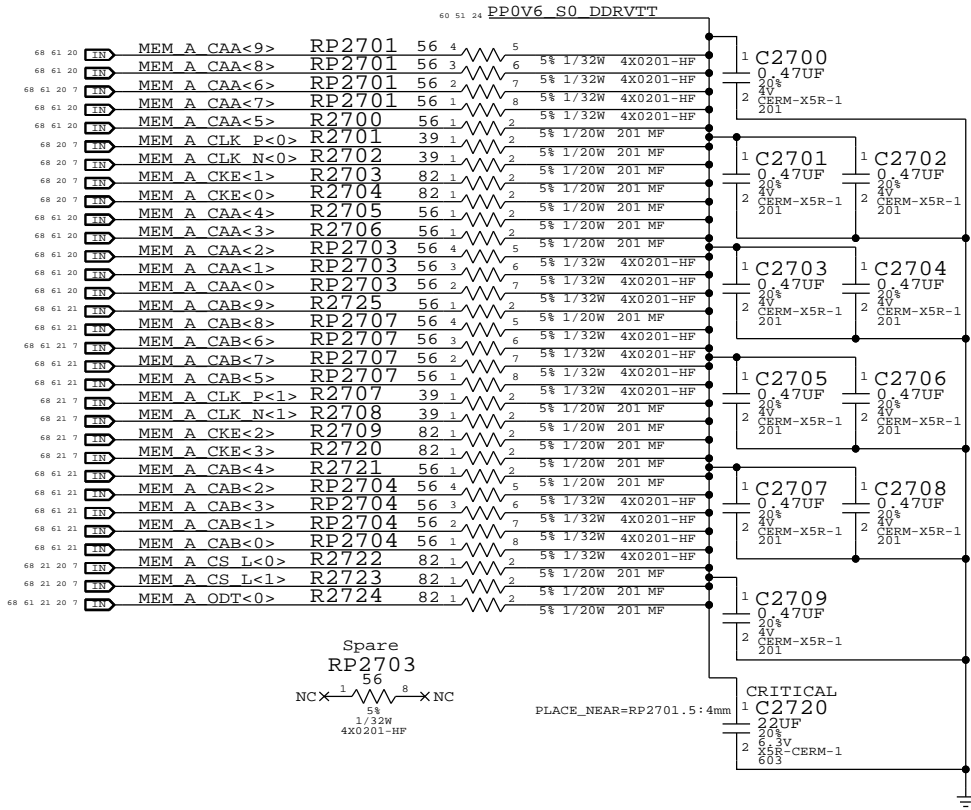 60 51 24 PP0V6_S0_DDRVTT
68 61 20 IN MEM_A_CAA<9> RP2701 56 4 5 5% 1/32W 4X0201-HF
68 61 20 IN MEM_A_CAA<8> RP2701 56 3 6 5% 1/32W 4X0201-HF
68 61 20 7 IN MEM_A_CAA<6> RP2701 56 2 7 5% 1/32W 4X0201-HF
68 61 20 IN MEM_A_CAA<7> RP2701 56 1 8 5% 1/32W 4X0201-HF
68 61 20 IN MEM_A_CAA<5> R2700 56 1 2 5% 1/20W 201 MF
68 20 7 IN MEM_A_CLK_P<0> R2701 39 1 2 5% 1/20W 201 MF
68 20 7 IN MEM_A_CLK_N<0> R2702 39 1 2 5% 1/20W 201 MF
68 20 7 IN MEM_A_CKE<1> R2703 82 1 2 5% 1/20W 201 MF
68 20 7 IN MEM_A_CKE<0> R2704 82 1 2 5% 1/20W 201 MF
68 61 20 IN MEM_A_CAA<4> R2705 56 1 2 5% 1/20W 201 MF
68 61 20 IN MEM_A_CAA<3> R2706 56 1 2 5% 1/20W 201 MF
68 61 20 IN MEM_A_CAA<2> RP2703 56 4 5 5% 1/32W 4X0201-HF
68 61 20 IN MEM_A_CAA<1> RP2703 56 3 6 5% 1/32W 4X0201-HF
68 61 20 IN MEM_A_CAA<0> RP2703 56 2 7 5% 1/32W 4X0201-HF
68 61 21 IN MEM_A_CAB<9> R2725 56 1 2 5% 1/20W 201 MF
68 61 21 IN MEM_A_CAB<8> RP2707 56 4 5 5% 1/32W 4X0201-HF
68 61 21 7 IN MEM_A_CAB<6> RP2707 56 3 6 5% 1/32W 4X0201-HF
68 61 21 IN MEM_A_CAB<7> RP2707 56 2 7 5% 1/32W 4X0201-HF
68 61 21 IN MEM_A_CAB<5> RP2707 56 1 8 5% 1/32W 4X0201-HF
68 21 7 IN MEM_A_CLK_P<1> R2707 39 1 2 5% 1/20W 201 MF
68 21 7 IN MEM_A_CLK_N<1> R2708 39 1 2 5% 1/20W 201 MF
68 21 7 IN MEM_A_CKE<2> R2709 82 1 2 5% 1/20W 201 MF
68 21 7 IN MEM_A_CKE<3> R2720 82 1 2 5% 1/20W 201 MF
68 61 21 IN MEM_A_CAB<4> R2721 56 1 2 5% 1/20W 201 MF
68 61 21 IN MEM_A_CAB<2> RP2704 56 4 5 5% 1/32W 4X0201-HF
68 61 21 IN MEM_A_CAB<3> RP2704 56 3 6 5% 1/32W 4X0201-HF
68 61 21 IN MEM_A_CAB<1> RP2704 56 2 7 5% 1/32W 4X0201-HF
68 61 21 IN MEM_A_CAB<0> RP2704 56 1 8 5% 1/32W 4X0201-HF
68 21 20 7 IN MEM_A_CS_L<0> R2722 82 1 2 5% 1/20W 201 MF
68 21 20 7 IN MEM_A_CS_L<1> R2723 82 1 2 5% 1/20W 201 MF
68 61 21 20 7 IN MEM_A_ODT<0> R2724 82 1 2 5% 1/20W 201 MF
1 C2700
0.47UF
20%
4V
2 CERM-X5R-1
201
1 C2701
0.47UF
20%
4V
2 CERM-X5R-1
201
1 C2702
0.47UF
20%
4V
2 CERM-X5R-1
201
1 C2703
0.47UF
20%
4V
2 CERM-X5R-1
201
1 C2704
0.47UF
20%
4V
2 CERM-X5R-1
201
1 C2705
0.47UF
20%
4V
2 CERM-X5R-1
201
1 C2706
0.47UF
20%
4V
2 CERM-X5R-1
201
1 C2707
0.47UF
20%
4V
2 CERM-X5R-1
201
1 C2708
0.47UF
20%
4V
2 CERM-X5R-1
201
1 C2709
0.47UF
20%
4V
2 CERM-X5R-1
201
Spare
RP2703
56
NC 1 8 NC
5%
1/32W
4X0201-HF
PLACE_NEAR=RP2701.5:4mm
CRITICAL
1 C2720
22UF
20%
6.3V
2 X5R-CERM-1
603